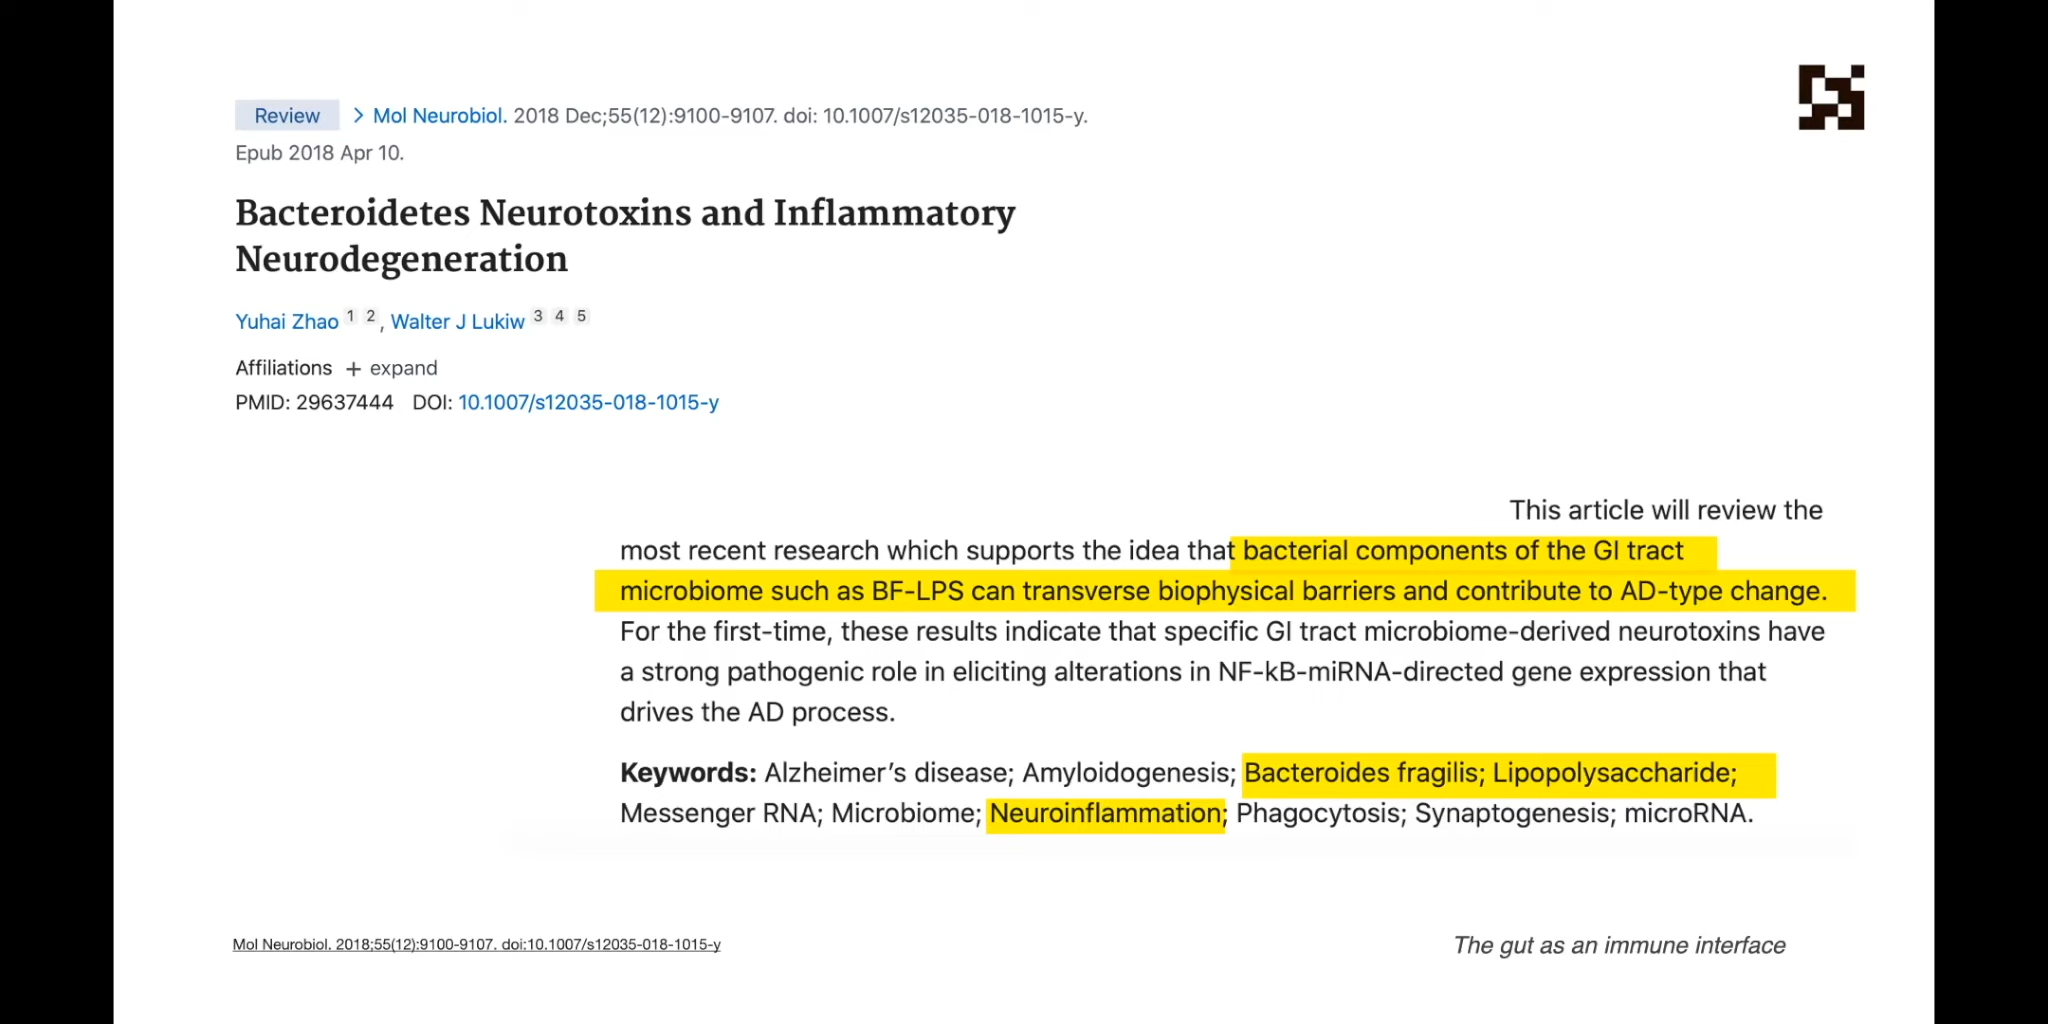 Review > Mol Neurobiol. 2018 Dec;55(12):9100-9107. doi: 10.1007/s12035-018-1015-y.
Epub 2018 Apr 10.
Bacteroidetes Neurotoxins and Inflammatory
Neurodegeneration
Yuhai Zhao 1 2, Walter J Lukiw 3 4 5
Affiliations + expand
PMID: 29637444 DOI: 10.1007/s12035-018-1015-y
This article will review the
most recent research which supports the idea that bacterial components of the GI tract
microbiome such as BF-LPS can transverse biophysical barriers and contribute to AD-type change.
For the first-time, these results indicate that specific GI tract microbiome-derived neurotoxins have
a strong pathogenic role in eliciting alterations in NF-kB-miRNA-directed gene expression that
drives the AD process.
Keywords: Alzheimer's disease; Amyloidogenesis; Bacteroides fragilis; Lipopolysaccharide;
Messenger RNA; Microbiome; Neuroinflammation; Phagocytosis; Synaptogenesis; microRNA.
Mol Neurobiol. 2018;55(12):9100-9107. doi:10.1007/s12035-018-1015-y
The gut as an immune interface